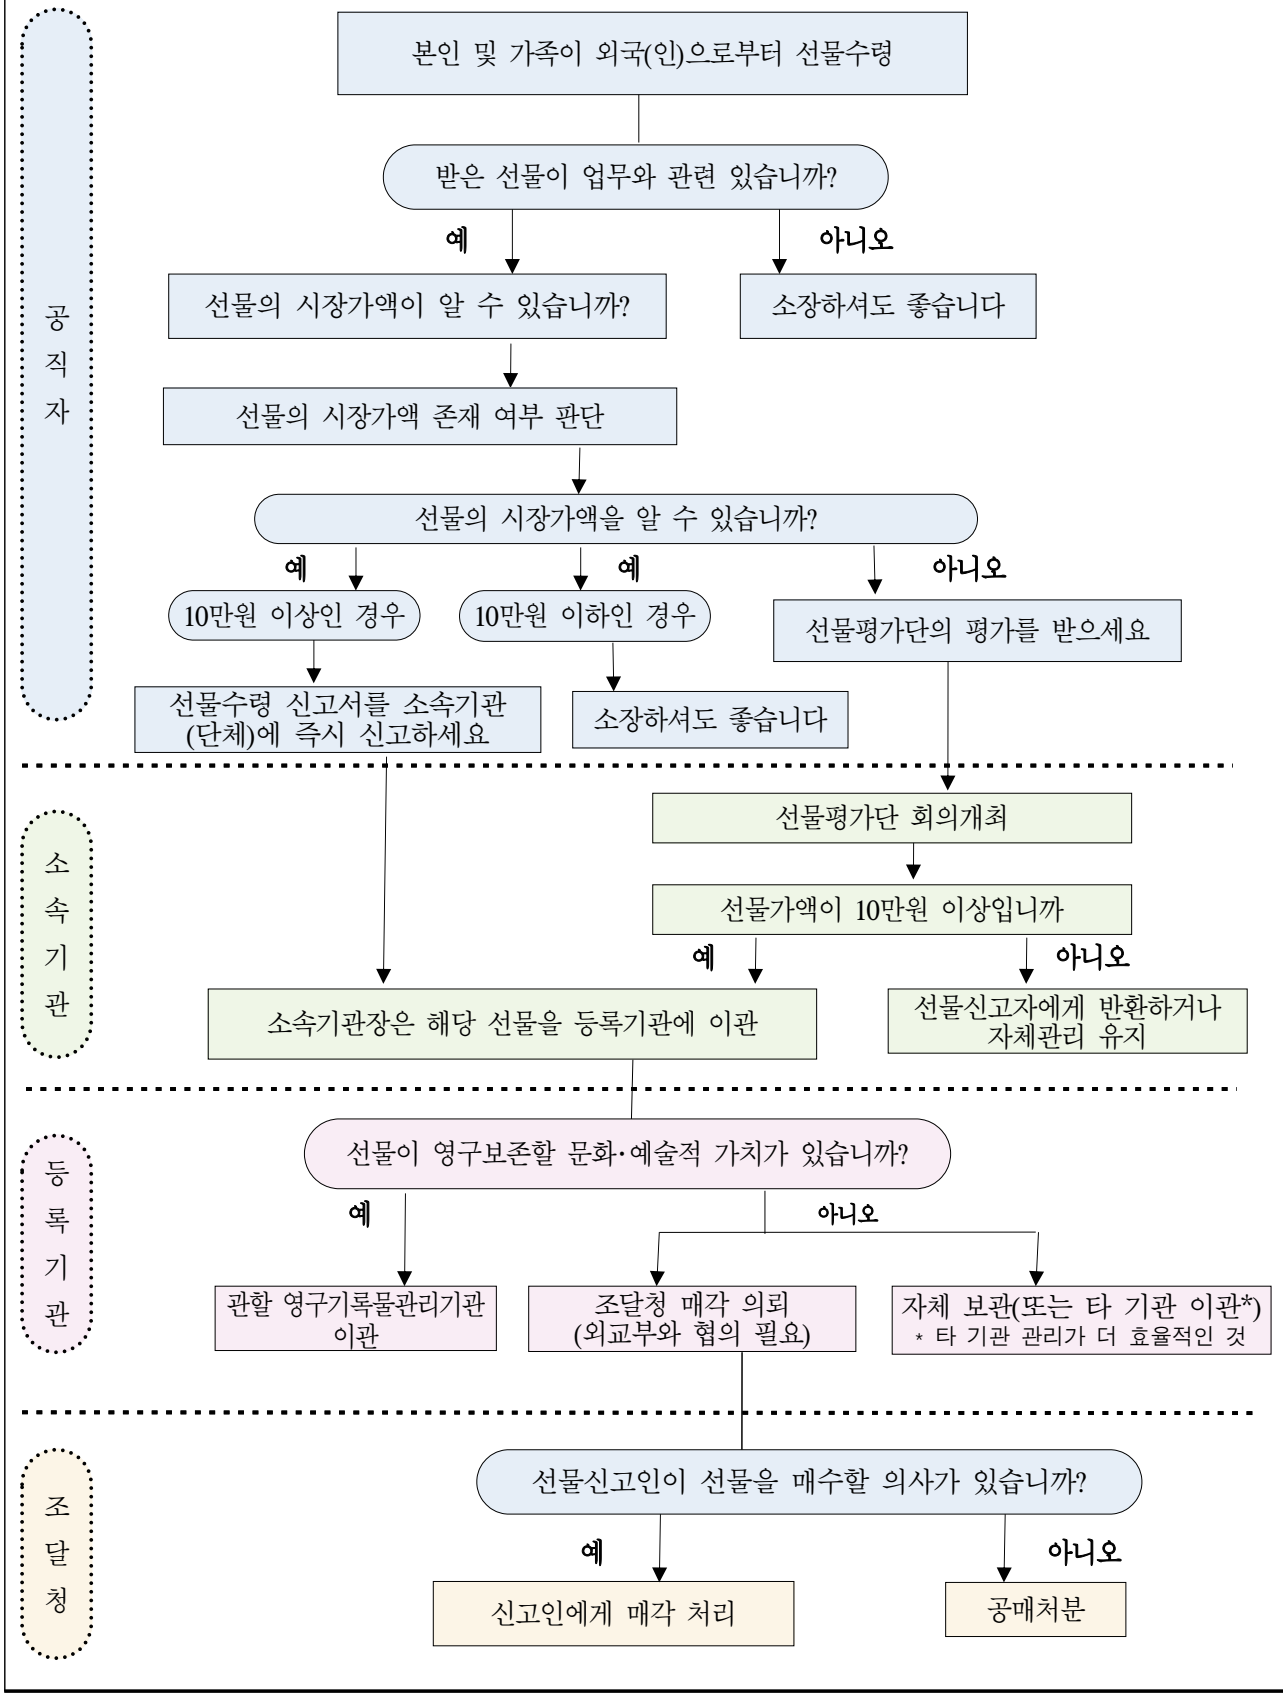 공직자
본인 및 가족이 외국(인)으로부터 선물수령
받은 선물이 업무와 관련 있습니까?
예
아니오
선물의 시장가액이 알 수 있습니까?
소장하셔도 좋습니다
선물의 시장가액 존재 여부 판단
선물의 시장가액을 알 수 있습니까?
예
예
아니오
10만원 이상인 경우
10만원 이하인 경우
선물평가단의 평가를 받으세요
선물수령 신고서를 소속기관
(단체)에 즉시 신고하세요
소장하셔도 좋습니다
소속기관
선물평가단 회의개최
선물가액이 10만원 이상입니까
예
아니오
소속기관장은 해당 선물을 등록기관에 이관
선물신고자에게 반환하거나
자체관리 유지
등록기관
선물이 영구보존할 문화·예술적 가치가 있습니까?
예
아니오
관할 영구기록물관리기관
이관
조달청 매각 의뢰
(외교부와 협의 필요)
자체 보관(또는 타 기관 이관*)
* 타 기관 관리가 더 효율적인 것
조달청
선물신고인이 선물을 매수할 의사가 있습니까?
예
아니오
신고인에게 매각 처리
공매처분